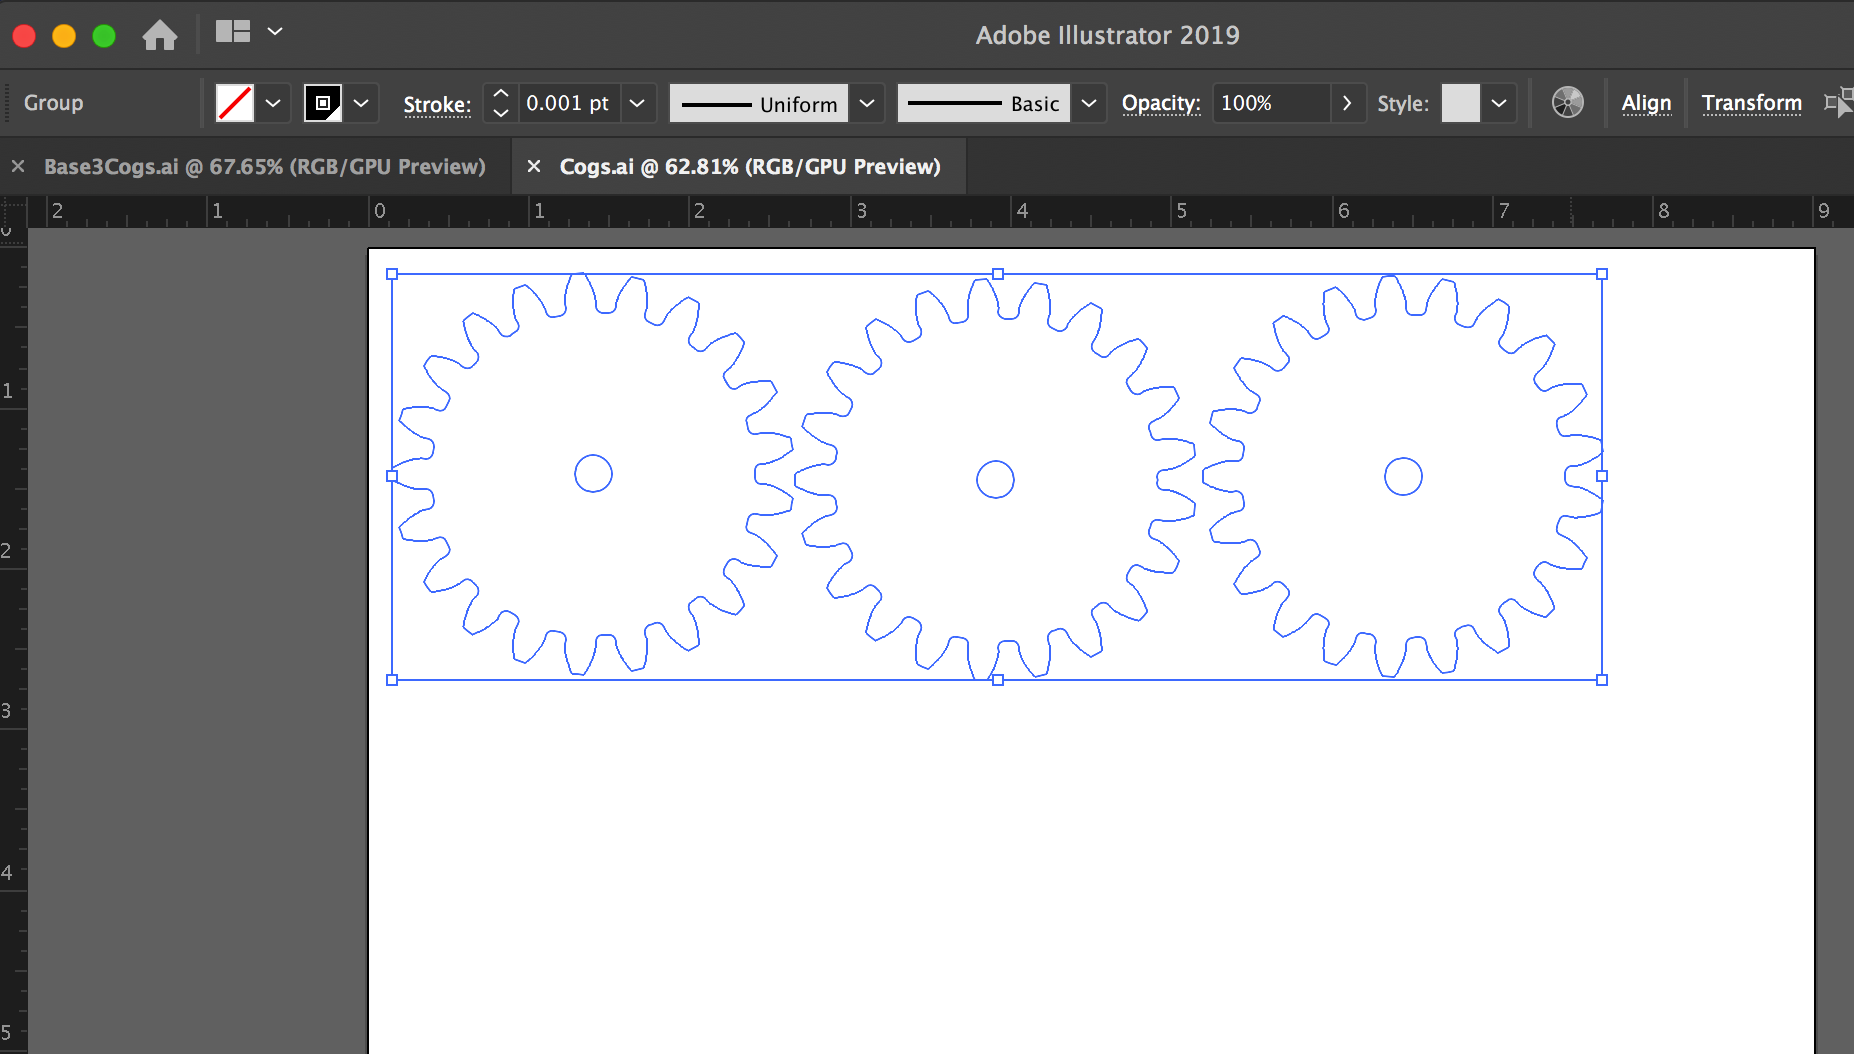 Adobe Illustrator 2019
Group Stroke: 0.001 pt Uniform Basic Opacity: 100% Style: Align Transform
Base3Cogs.ai @ 67.65% (RGB/GPU Preview) Cogs.ai @ 62.81% (RGB/GPU Preview)
2 1 0 1 2 3 4 5 6 7 8 9
0
1
2
3
4
5